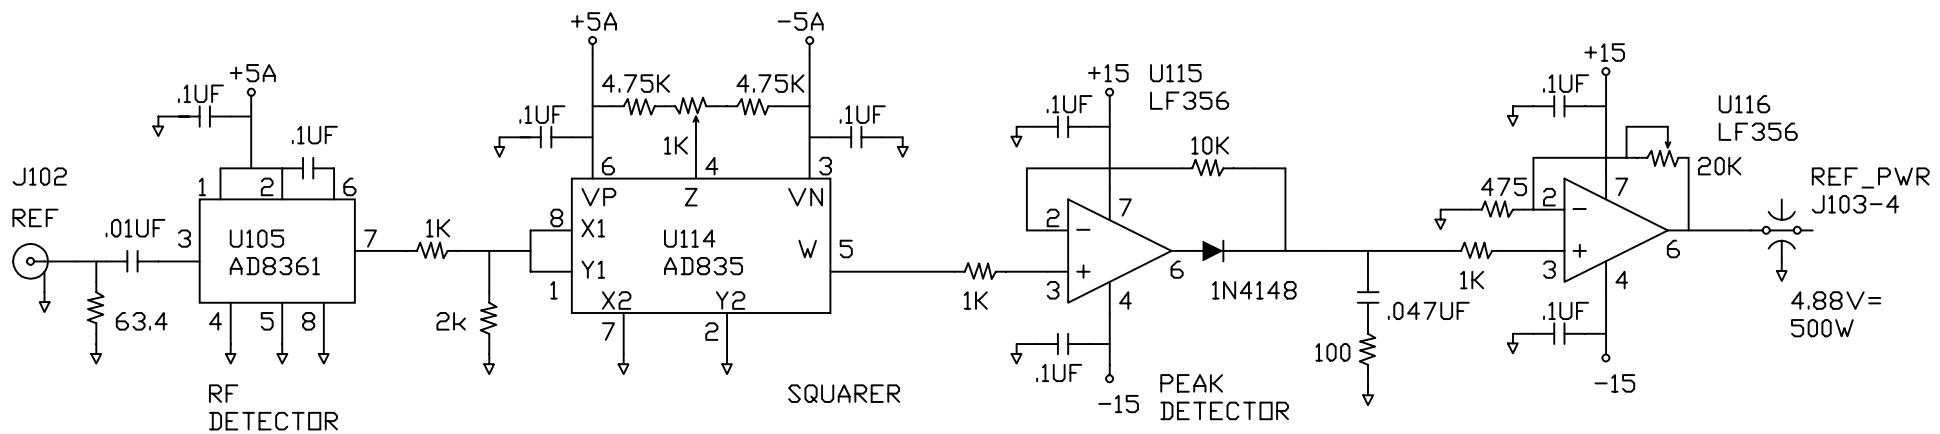 J102
REF
.01UF
63.4
.1UF
+5A
.1UF
1
2
6
3
U105
AD8361
7
4
5
8
RF
DETECTOR
1K
2k
+5A
-5A
4.75K
4.75K
.1UF
.1UF
1K
6
4
3
VP
Z
VN
8
X1
U114
AD835
W
5
Y1
1
X2
Y2
7
2
SQUARER
1K
+15
U115
LF356
.1UF
10K
7
2
-
+
3
6
4
1N4148
.1UF
-15
PEAK
DETECTOR
.047UF
100
1K
+15
.1UF
U116
LF356
20K
475
2
7
-
+
3
6
4
.1UF
-15
REF_PWR
J103-4
4.88V=
500W